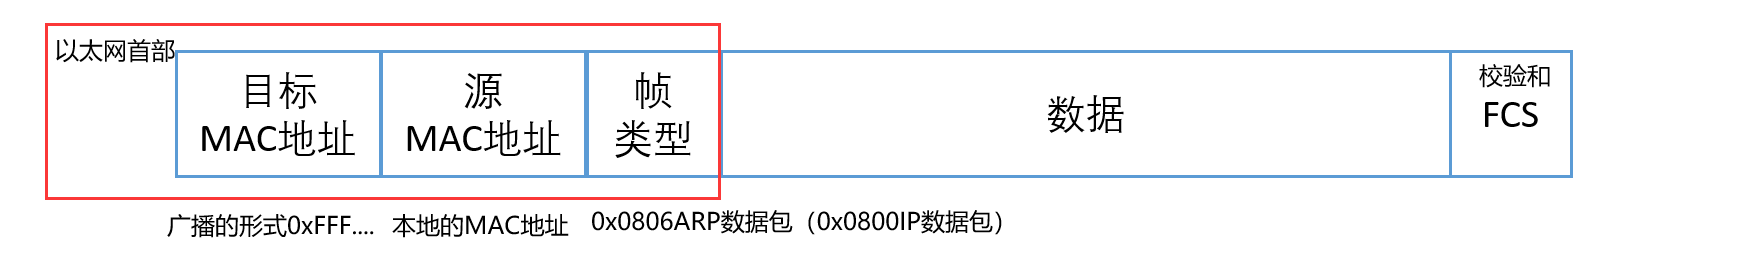 以太网首部
目标
MAC地址
源
MAC地址
帧
类型
数据
校验和
FCS
广播的形式0xFFF....
本地的MAC地址
0x0806ARP数据包（0x0800IP数据包）